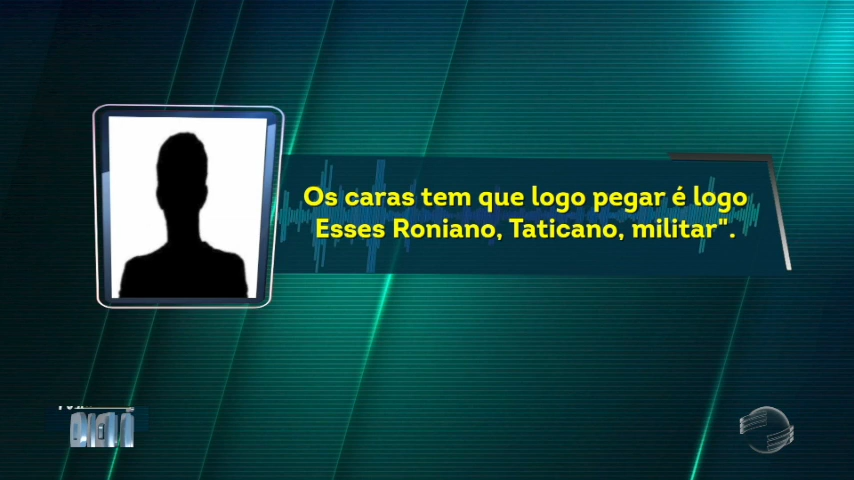 Os caras tem que logo pegar é logo
Esses Roniano, Taticano, militar".